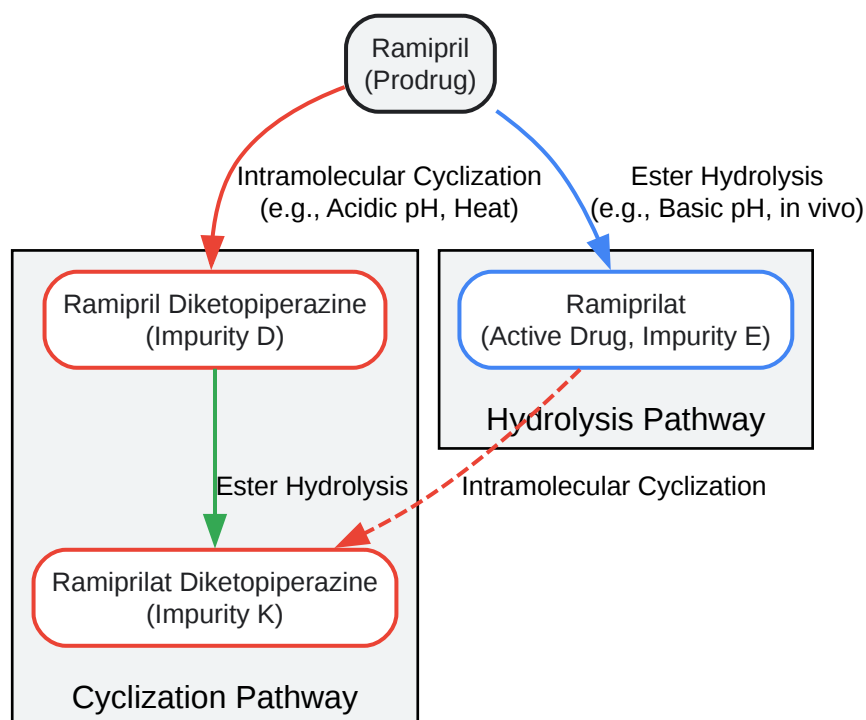 Ramipril
(Prodrug)
Intramolecular Cyclization
(e.g., Acidic pH, Heat)
Ester Hydrolysis
(e.g., Basic pH, in vivo)
Ramipril Diketopiperazine
(Impurity D)
Ramiprilat
(Active Drug, Impurity E)
Hydrolysis Pathway
Ester Hydrolysis
Intramolecular Cyclization
Ramiprilat Diketopiperazine
(Impurity K)
Cyclization Pathway